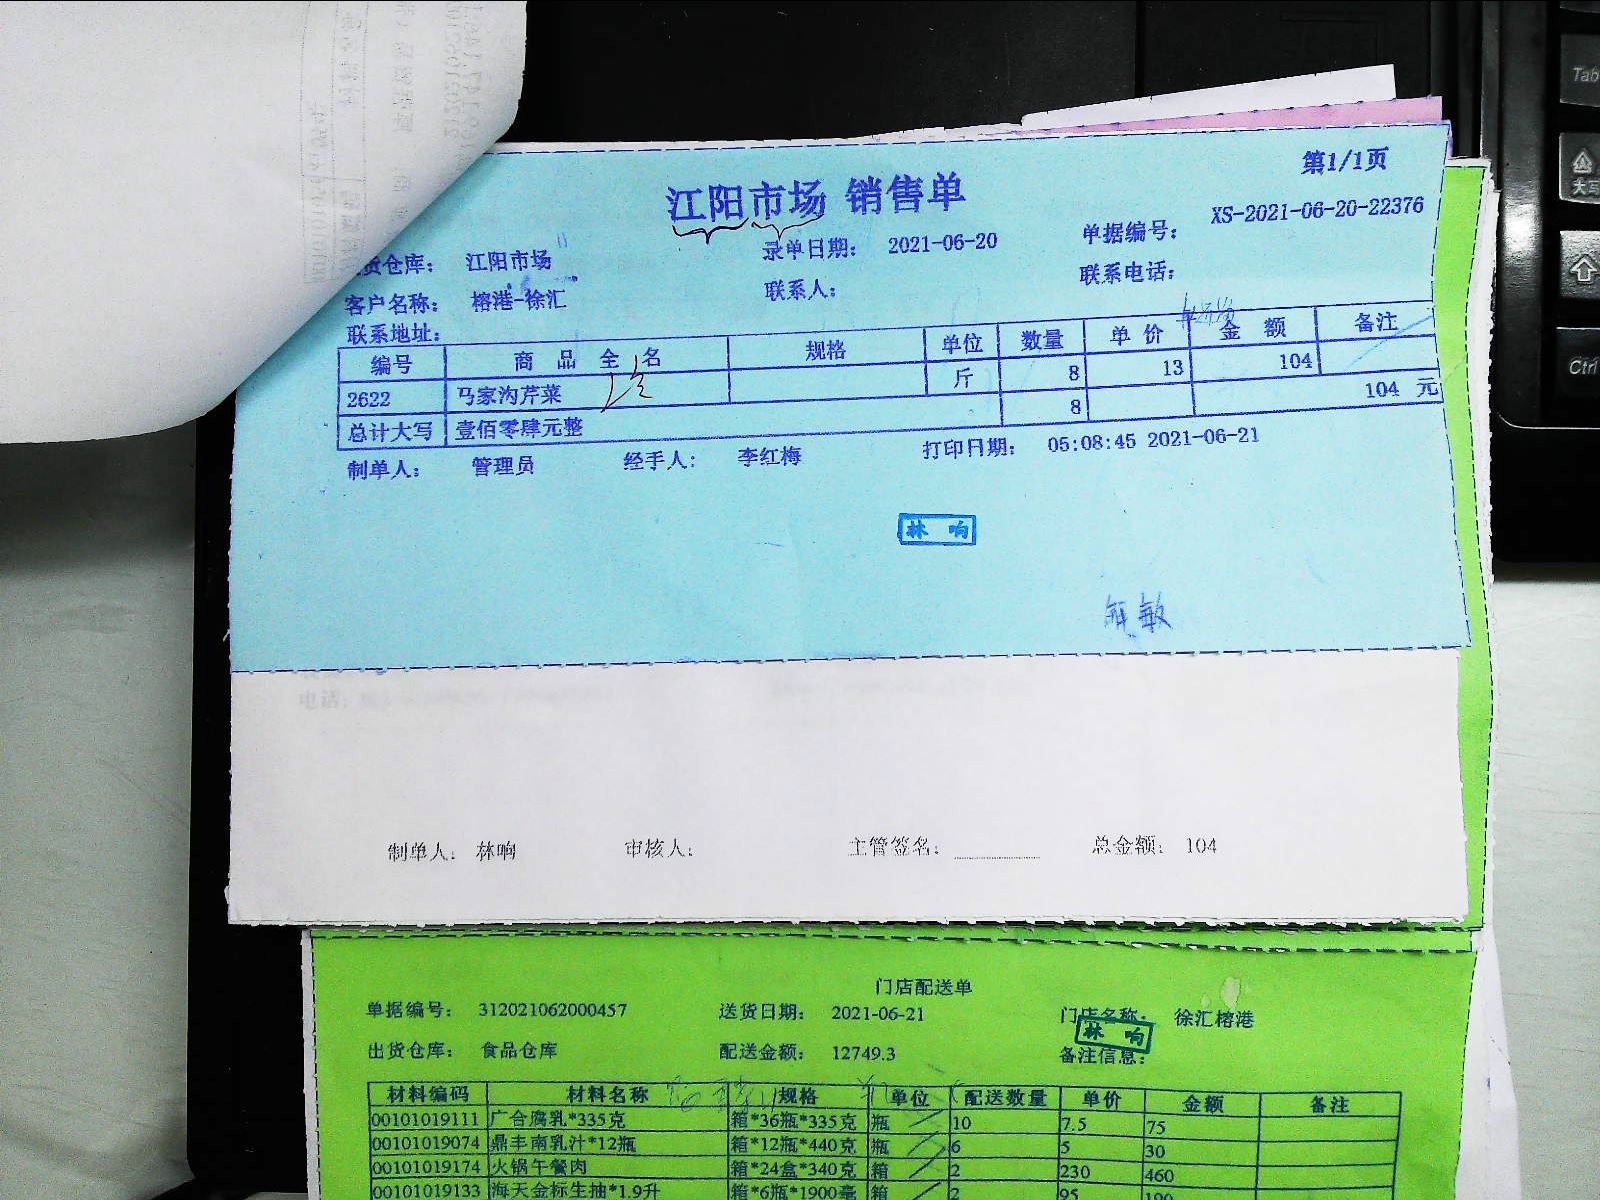 第1/1页
江阳市场 销售单
货仓库： 江阳市场 录单日期： 2021-06-20 单据编号： XS-2021-06-20-22376
客户名称： 榕港-徐汇 联系人： 联系电话：
联系地址：
编号 商品全名 规格 单位 数量 单价 金额 备注
2622 马家沟芹菜 斤 8 13 104
总计大写 壹佰零肆元整 8 104 元
制单人： 管理员 经手人： 李红梅 打印日期： 05:08:45 2021-06-21
林 响
电话：
制单人： 林响 审核人： 主管签名： 总金额： 104
门店配送单
单据编号： 312021062000457 送货日期： 2021-06-21 门店名称： 徐汇榕港
林 响
出货仓库： 食品仓库 配送金额： 12749.3 备注信息：
材料编码 材料名称 规格 单位 配送数量 单价 金额 备注
00101019111 广合腐乳*335克 箱*36瓶*335克 瓶 10 7.5 75
00101019074 鼎丰南乳汁*12瓶 箱*12瓶*440克 瓶 6 5 30
00101019174 火锅午餐肉 箱*24盒*340克 箱 2 230 460
00101019133 海天金标生抽*1.9升 箱*6瓶*1900毫 箱 2 95 190
Tab
大写
Ctrl